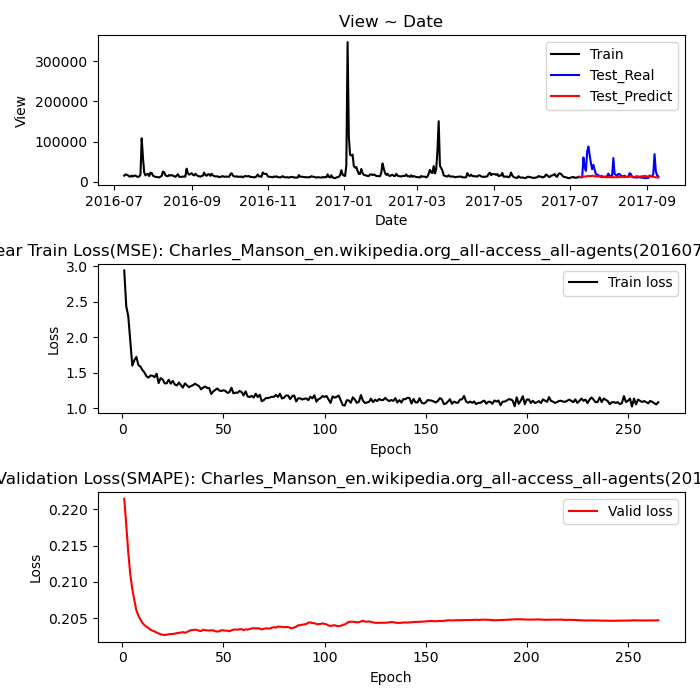 View ~ Date
300000
200000
100000
0
View
Train
Test_Real
Test_Predict
2016-07 2016-09 2016-11 2017-01 2017-03 2017-05 2017-07 2017-09
Date
ear Train Loss(MSE): Charles_Manson_en.wikipedia.org_all-access_all-agents(201607
3.0
2.5
2.0
1.5
1.0
Loss
Train loss
0 50 100 150 200 250
Epoch
Validation Loss(SMAPE): Charles_Manson_en.wikipedia.org_all-access_all-agents(201
0.220
0.215
0.210
0.205
Loss
Valid loss
0 50 100 150 200 250
Epoch